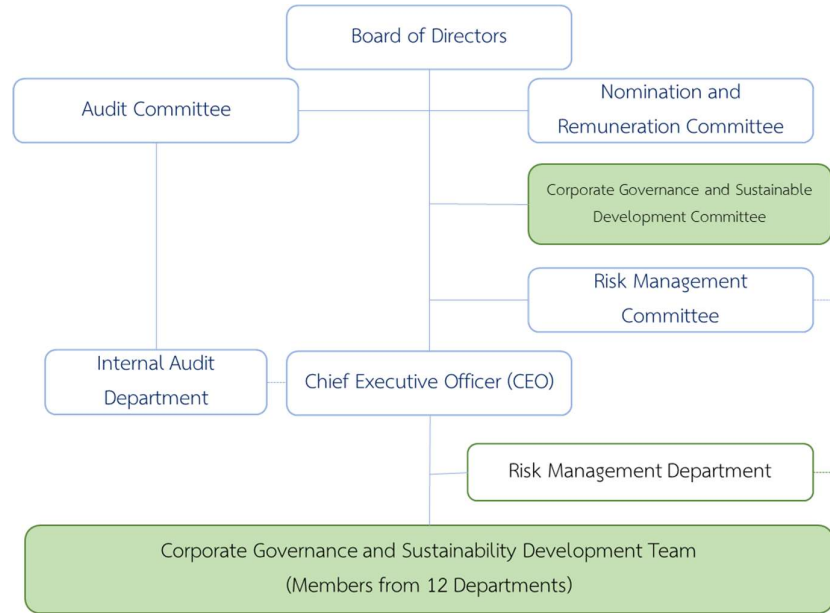 Board of Directors
Audit Committee
Nomination and
Remuneration Committee
Corporate Governance and Sustainable
Development Committee
Risk Management
Committee
Internal Audit
Department
Chief Executive Officer (CEO)
Risk Management Department
Corporate Governance and Sustainability Development Team
(Members from 12 Departments)